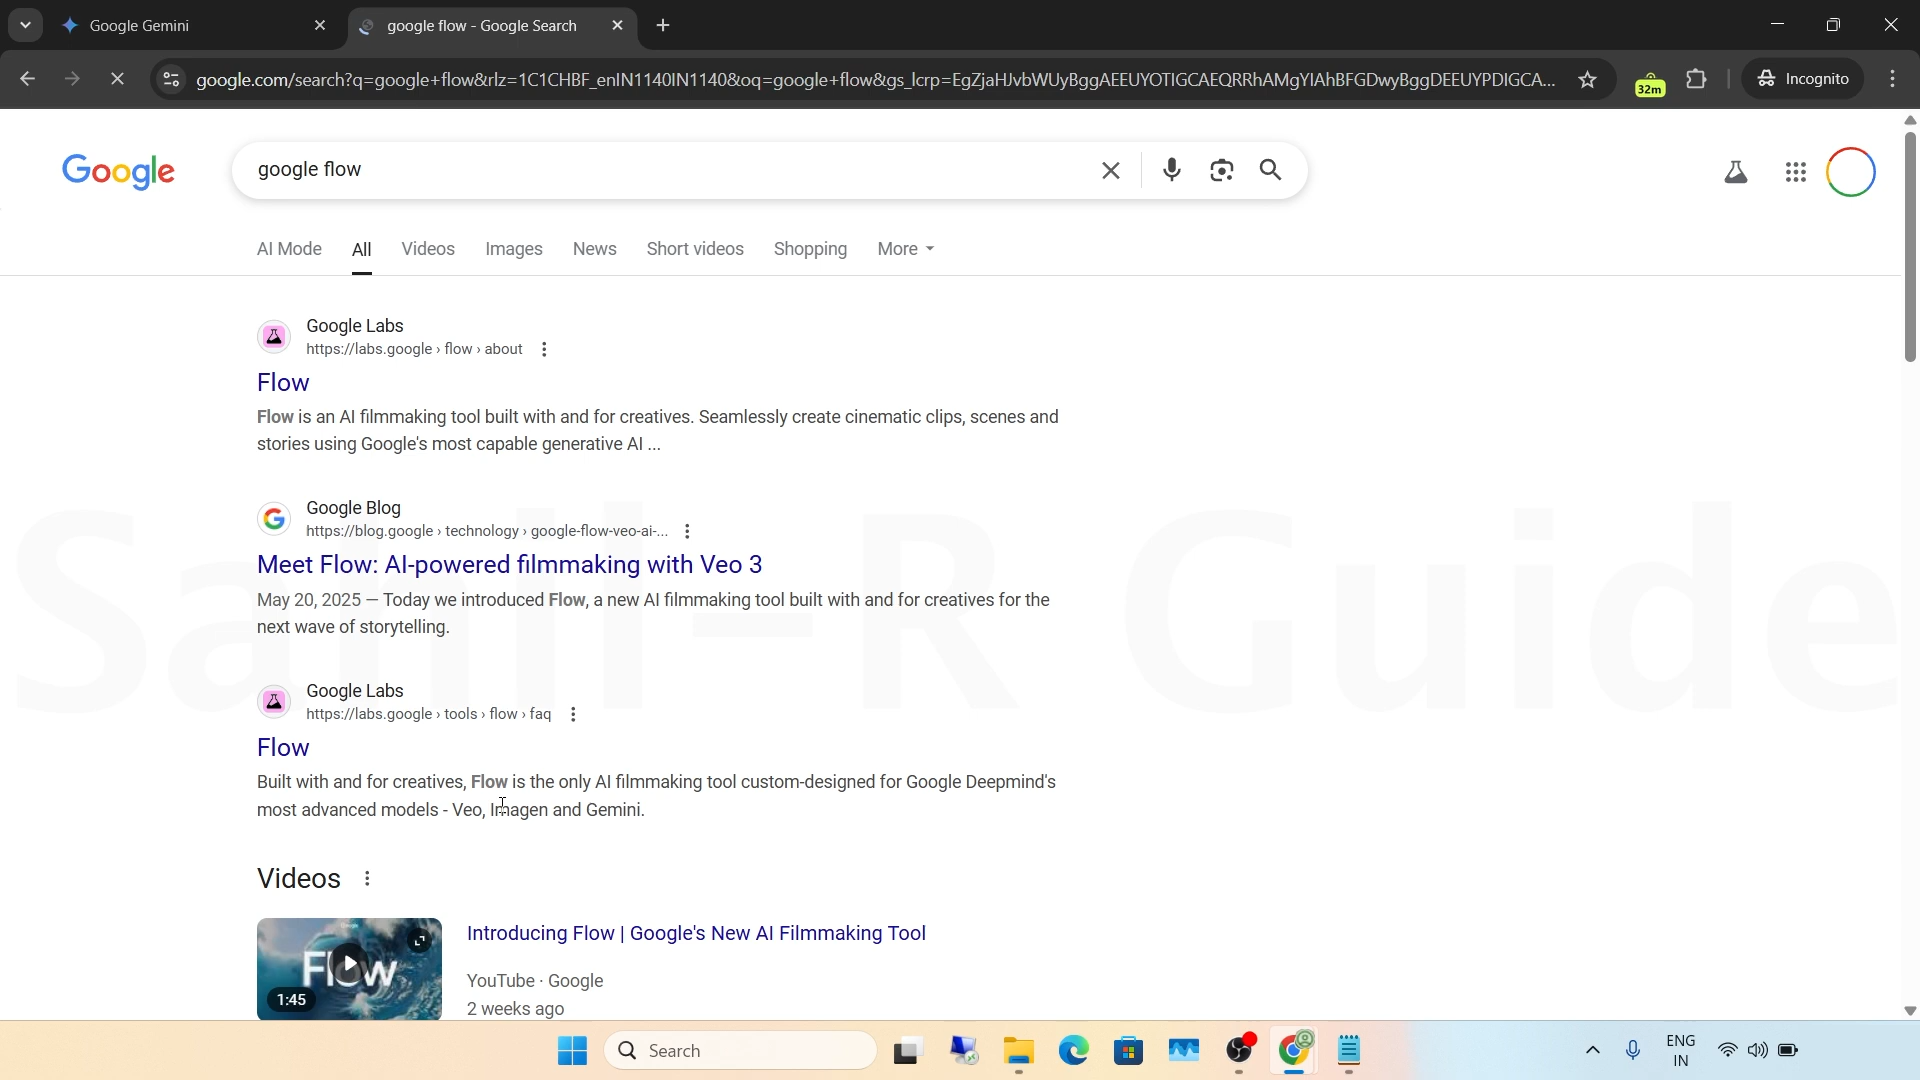 Google Gemini
google flow - Google Search
google.com/search?q=google+flow&rlz=1C1CHBF_enIN1140IN1140&oq=google+flow&gs_lcrp=EgZjaHJvbWUyBggAEEUYOTIGCAEQRRhAMgYIAhBFGDwyBggDEEUYPDIGCA...
32m
Incognito
Google
google flow
AI Mode
All
Videos
Images
News
Short videos
Shopping
More
Google Labs
https://labs.google › flow › about
Flow
Flow is an AI filmmaking tool built with and for creatives. Seamlessly create cinematic clips, scenes and
stories using Google's most capable generative AI ...
Google Blog
https://blog.google › technology › google-flow-veo-ai-...
Meet Flow: AI-powered filmmaking with Veo 3
May 20, 2025 — Today we introduced Flow, a new AI filmmaking tool built with and for creatives for the
next wave of storytelling.
Sahil-R Guide
Google Labs
https://labs.google › tools › flow › faq
Flow
Built with and for creatives, Flow is the only AI filmmaking tool custom-designed for Google Deepmind's
most advanced models - Veo, Imagen and Gemini.
Videos
Flow
1:45
Introducing Flow | Google's New AI Filmmaking Tool
YouTube · Google
2 weeks ago
Search
ENG
IN